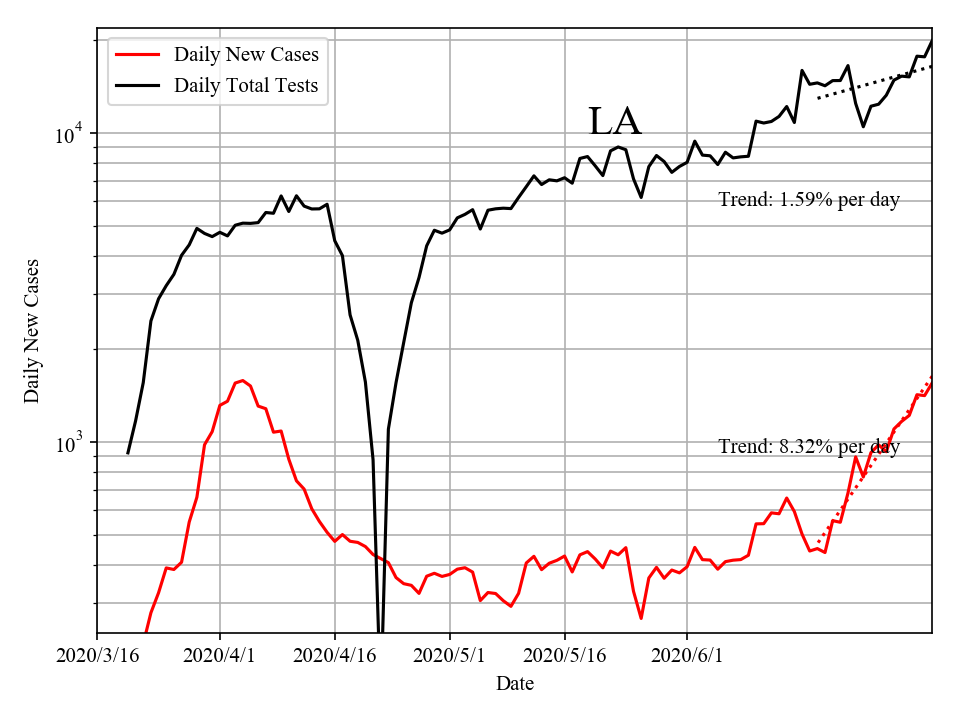 Daily New Cases
Daily Total Tests
LA
10^4
Trend: 1.59% per day
Daily New Cases
10^3
Trend: 8.32% per day
2020/3/16 2020/4/1 2020/4/16 2020/5/1 2020/5/16 2020/6/1
Date